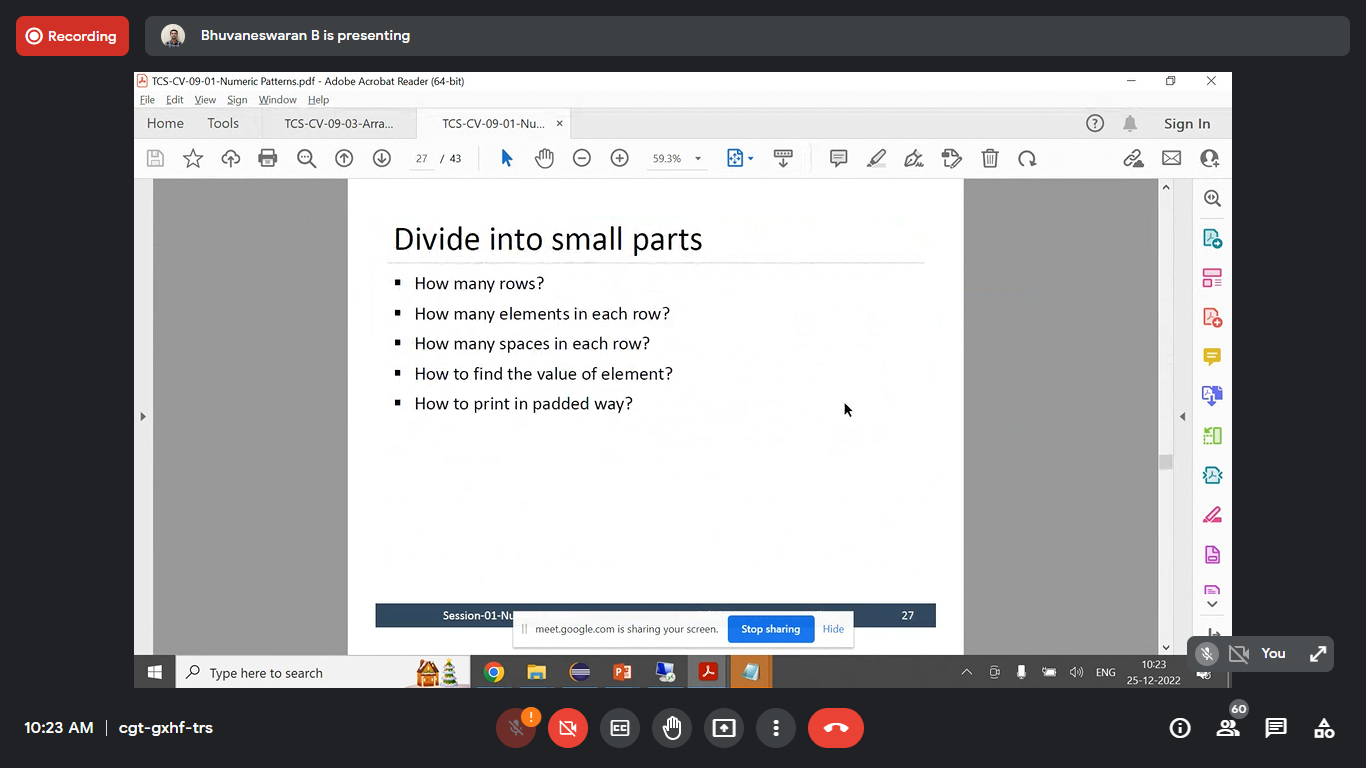 Recording
Bhuvaneswaran B is presenting
TCS-CV-09-01-Numeric Patterns.pdf - Adobe Acrobat Reader (64-bit)
File Edit View Sign Window Help
Home Tools TCS-CV-09-03-Arra... TCS-CV-09-01-Nu... × Sign In
27 / 43 59.3%
Divide into small parts
▪ How many rows?
▪ How many elements in each row?
▪ How many spaces in each row?
▪ How to find the value of element?
▪ How to print in padded way?
Session-01-Nu 27
meet.google.com is sharing your screen. Stop sharing Hide
You
Type here to search ENG 10:23
25-12-2022
10:23 AM | cgt-gxhf-trs
60